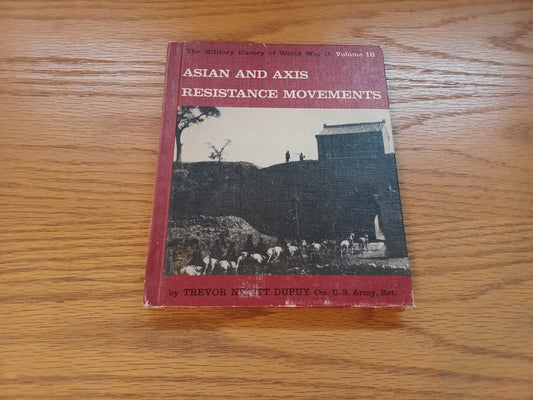 The Military History of World War II: Volume 16
ASIAN AND AXIS
RESISTANCE MOVEMENTS
by TREVOR NEVITT DUPUY Col. U.S. Army, Ret.